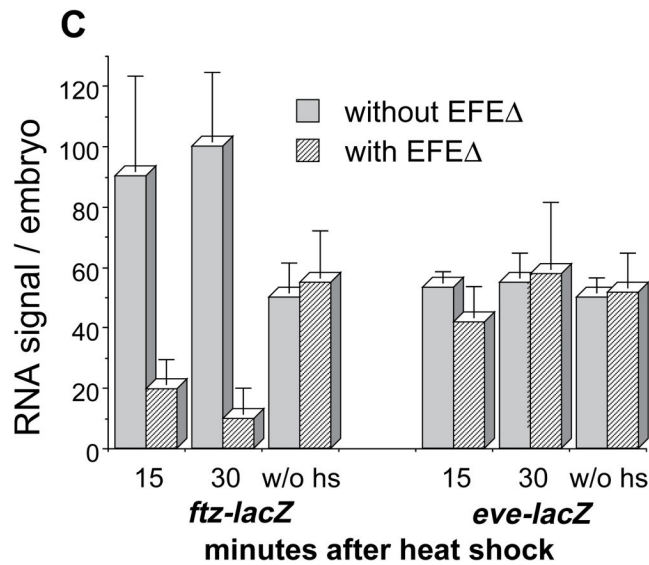 C
RNA signal / embryo
120
100
80
60
40
20
0
without EFEΔ
with EFEΔ
15 30 w/o hs 15 30 w/o hs
ftz-lacZ eve-lacZ
minutes after heat shock